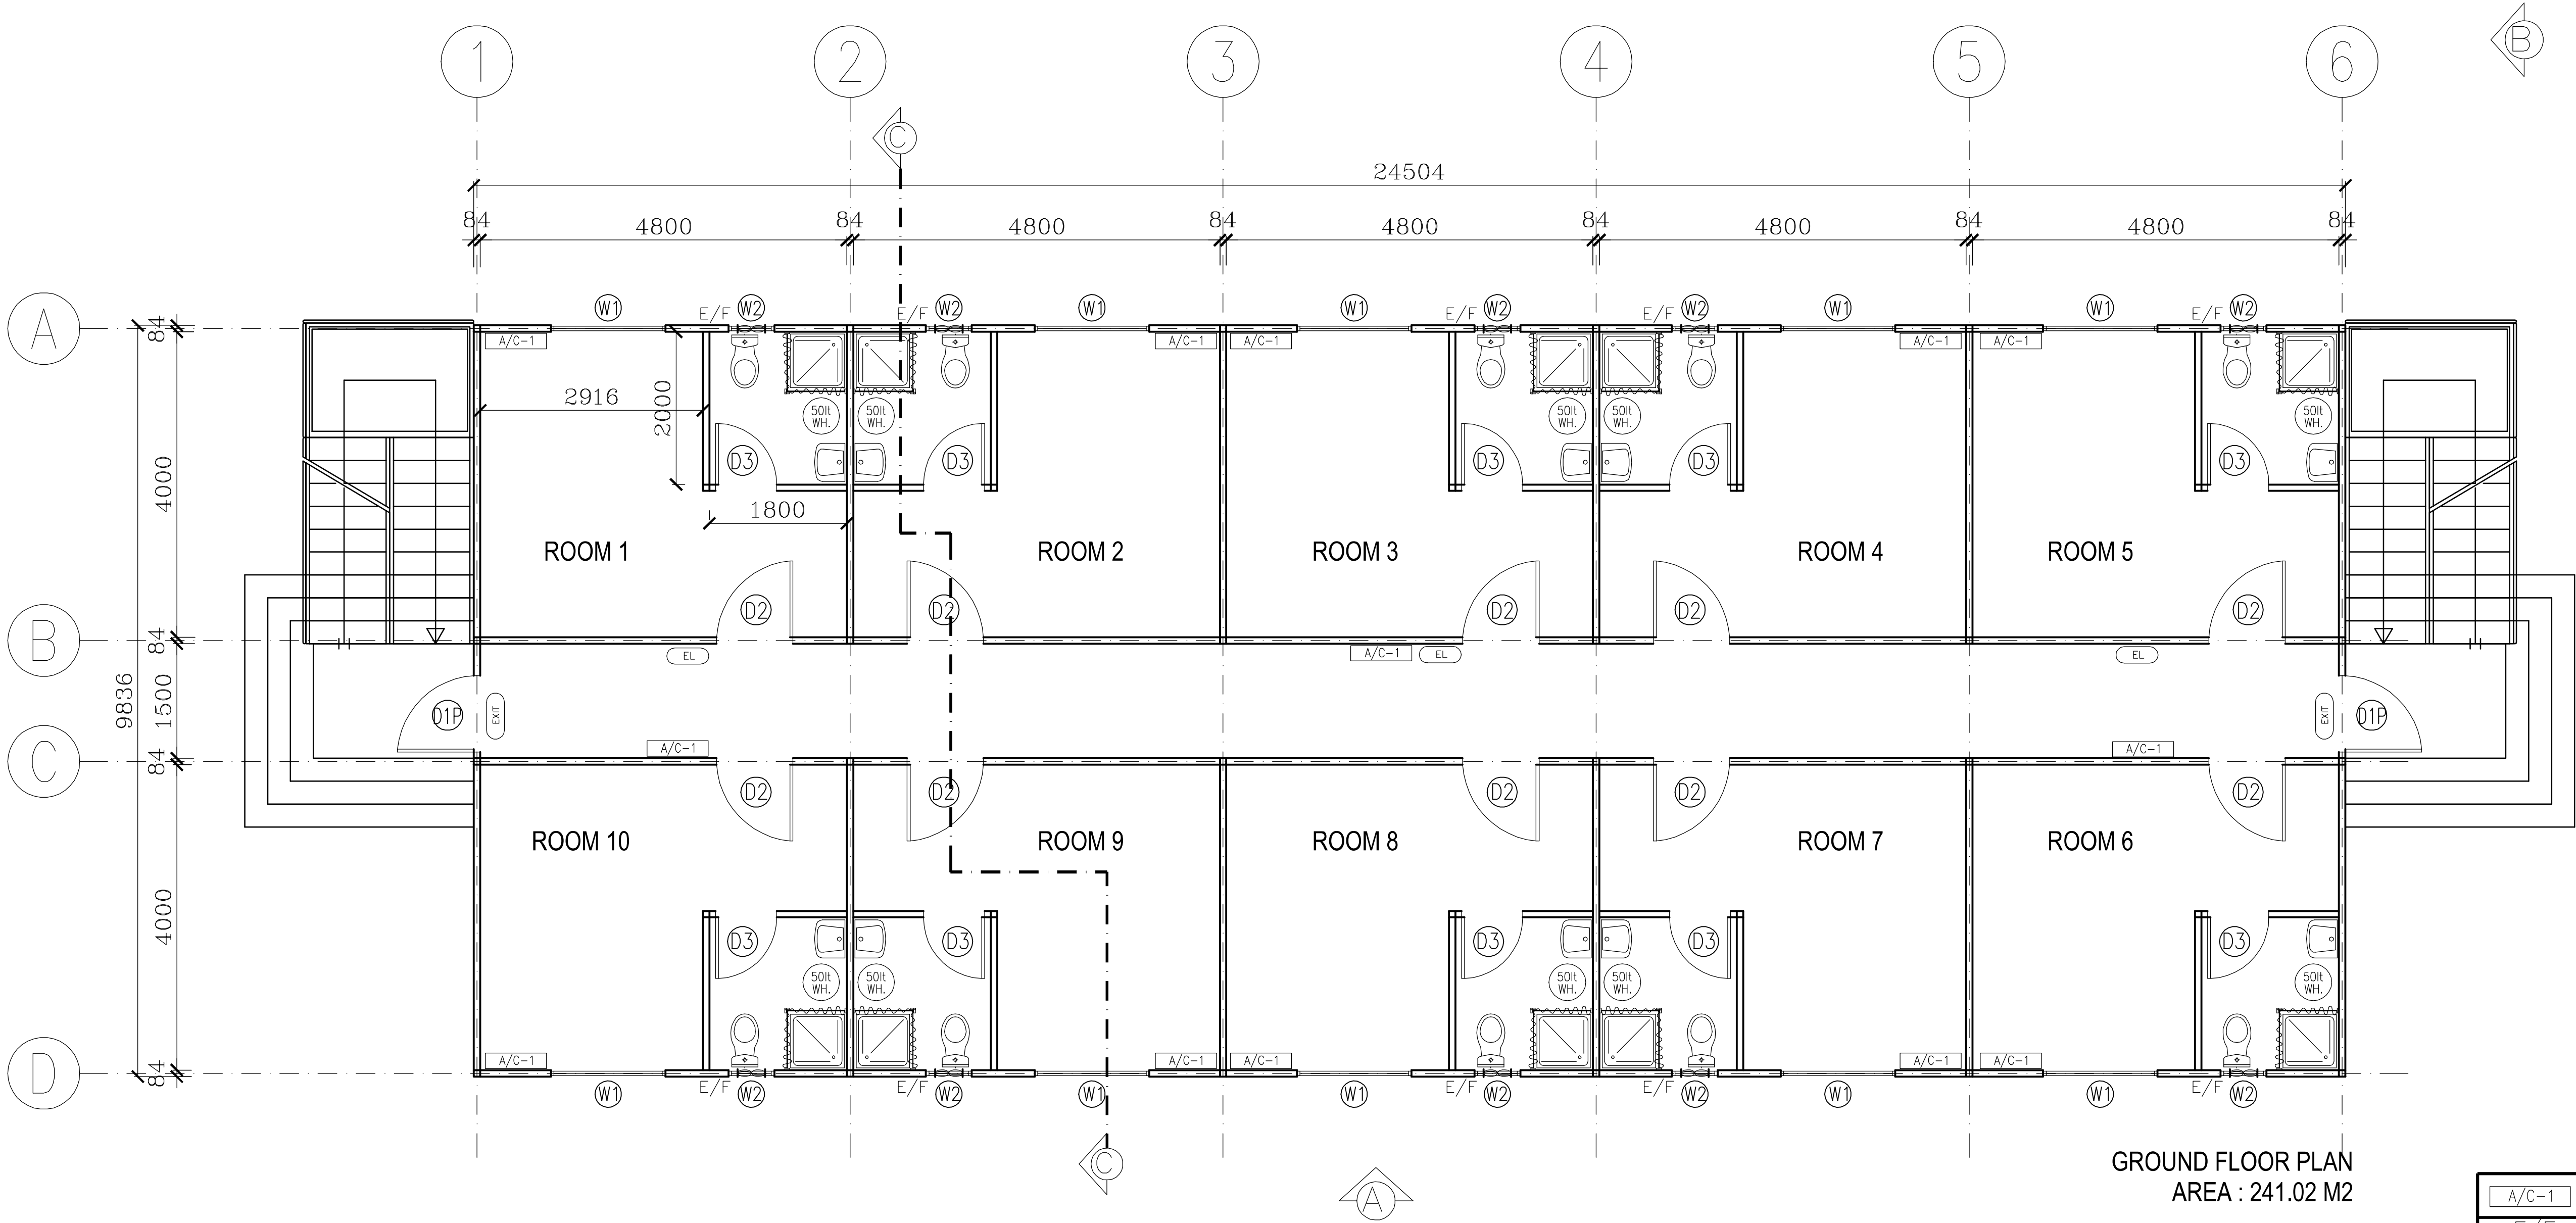 1 2 3 4 5 6 B
C
24504
84 4800 84 4800 84 4800 84 4800 84 4800 84
W1 E/F W2 E/F W2 W1 W1 E/F W2 E/F W2 W1 W1 E/F W2
A 84
A/C-1 A/C-1 A/C-1 A/C-1 A/C-1
2916 2000
50lt 50lt 50lt 50lt 50lt
WH. WH. WH. WH. WH.
D3 D3 D3 D3 D3
4000
1800
ROOM 1 ROOM 2 ROOM 3 ROOM 4 ROOM 5
D2 D2 D2 D2 D2
B 84
EL A/C-1 EL EL
9836 1500
D1P EXIT EXIT D1P
A/C-1 A/C-1
C 84
D2 D2 D2 D2 D2
ROOM 10 ROOM 9 ROOM 8 ROOM 7 ROOM 6
4000
D3 D3 D3 D3 D3
50lt 50lt 50lt 50lt 50lt
WH. WH. WH. WH. WH.
A/C-1 A/C-1 A/C-1 A/C-1 A/C-1
D 84
W1 E/F W2 E/F W2 W1 W1 E/F W2 E/F W2 W1 W1 E/F W2
C
A
GROUND FLOOR PLAN
AREA : 241.02 M2
A/C-1